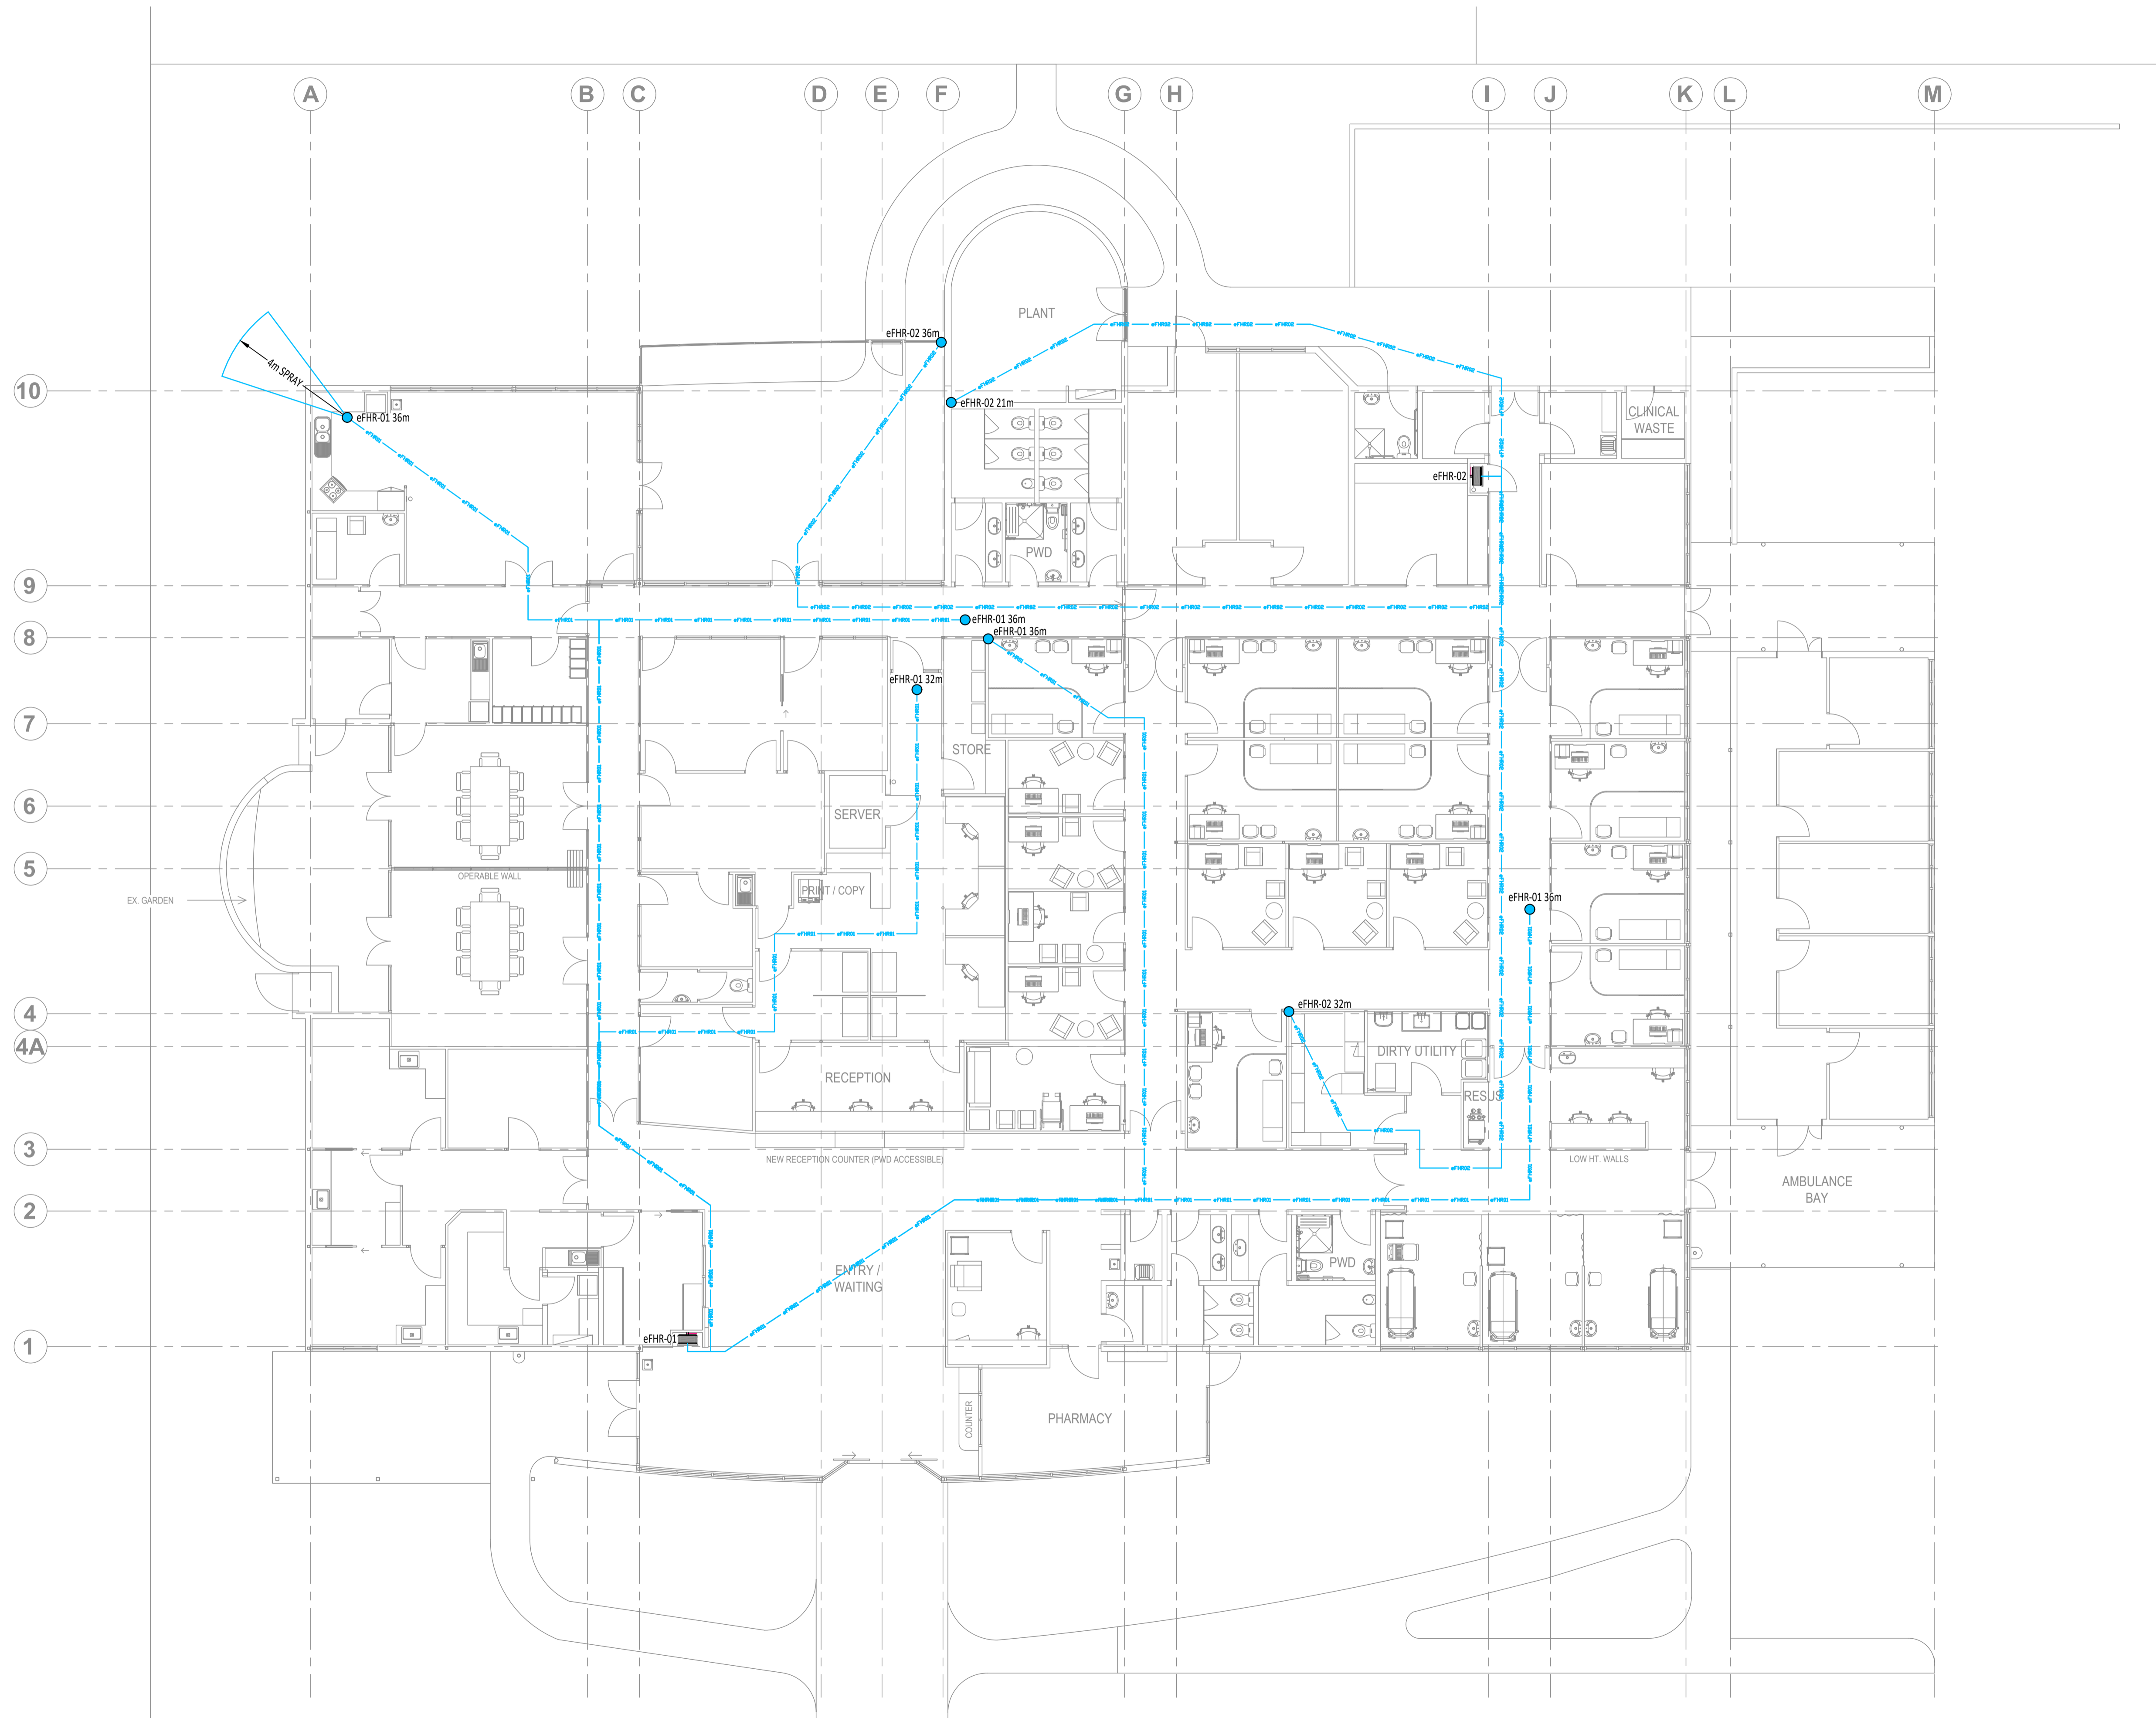 A B C D E F G H I J K L M
PLANT
eFHR-02 36m
4m SPRAY
10
eFHR-01 36m
eFHR-02 21m
CLINICAL
WASTE
eFHR-02
PWD
9
eFHR-01 36m
8
eFHR-01 36m
eFHR-01 32m
7
STORE
6
SERVER
5
OPERABLE WALL
PRINT / COPY
EX. GARDEN
eFHR-01 36m
4
eFHR-02 32m
4A
DIRTY UTILITY
RECEPTION
RESUS
3
NEW RECEPTION COUNTER (PWD ACCESSIBLE)
LOW HT. WALLS
AMBULANCE
BAY
2
ENTRY /
WAITING
PWD
eFHR-01
1
COUNTER
PHARMACY